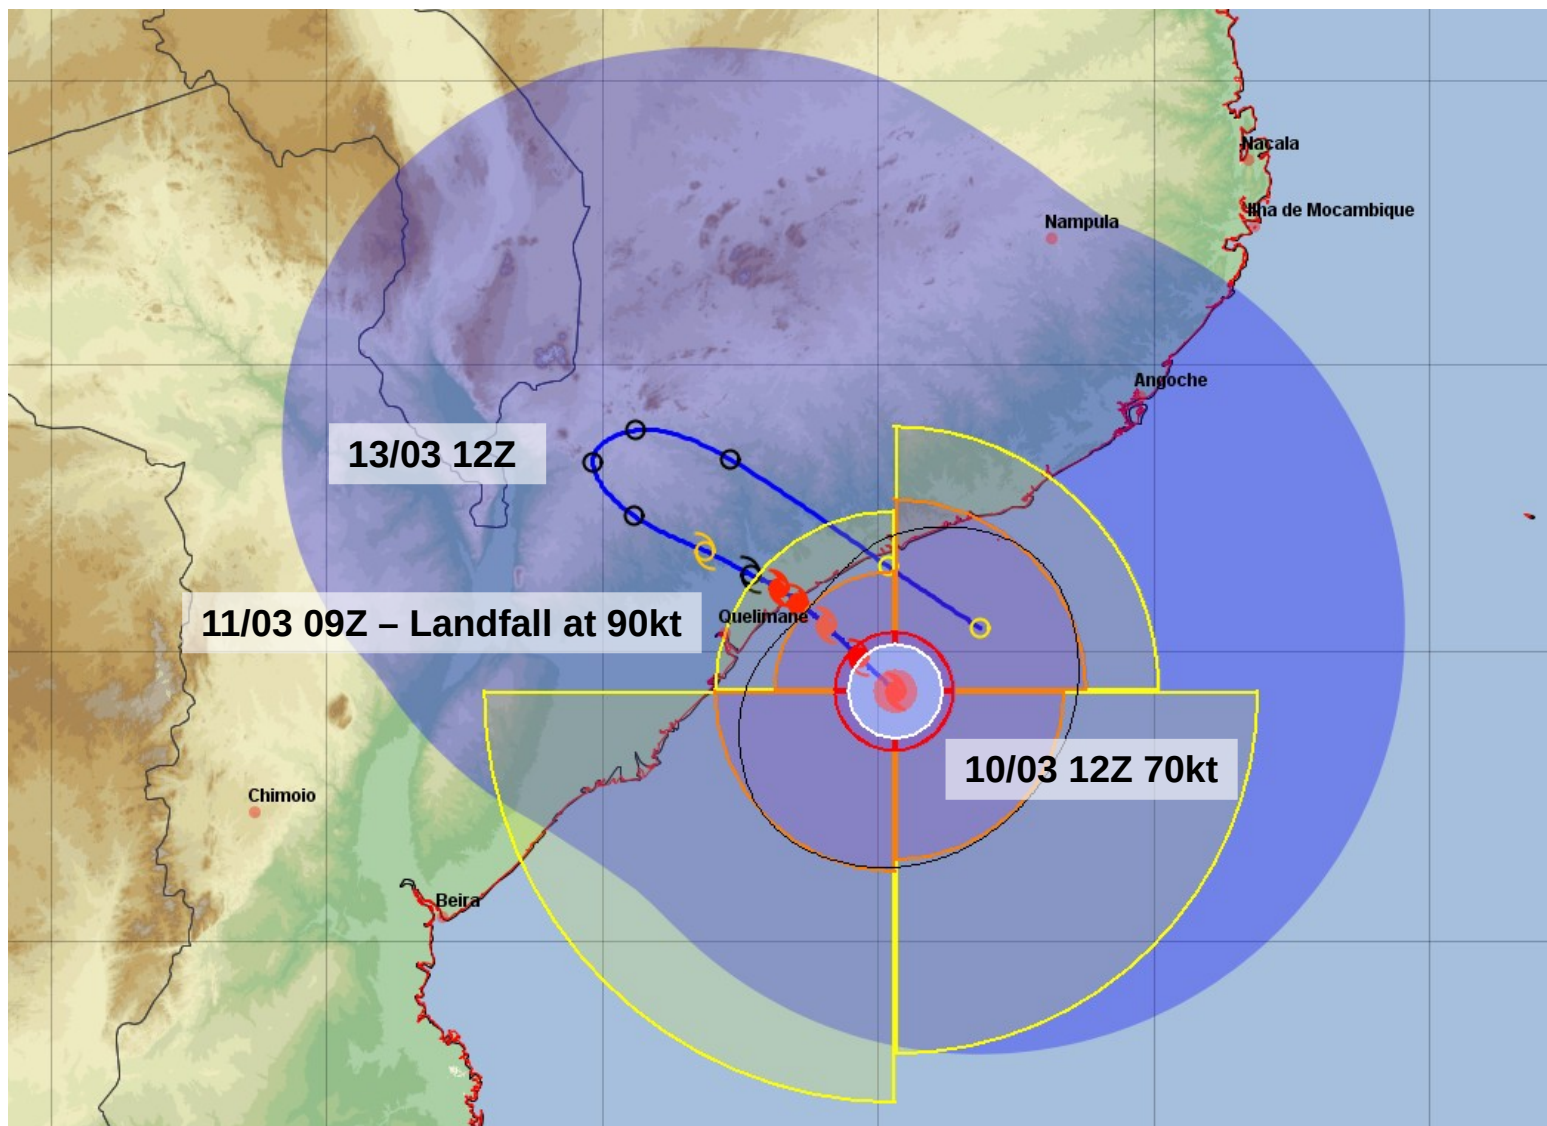 Nacala
Ilha de Mocambique
Nampula
Angoche
13/03 12Z
11/03 09Z – Landfall at 90kt
Quelimane
10/03 12Z 70kt
Chimoio
Beira